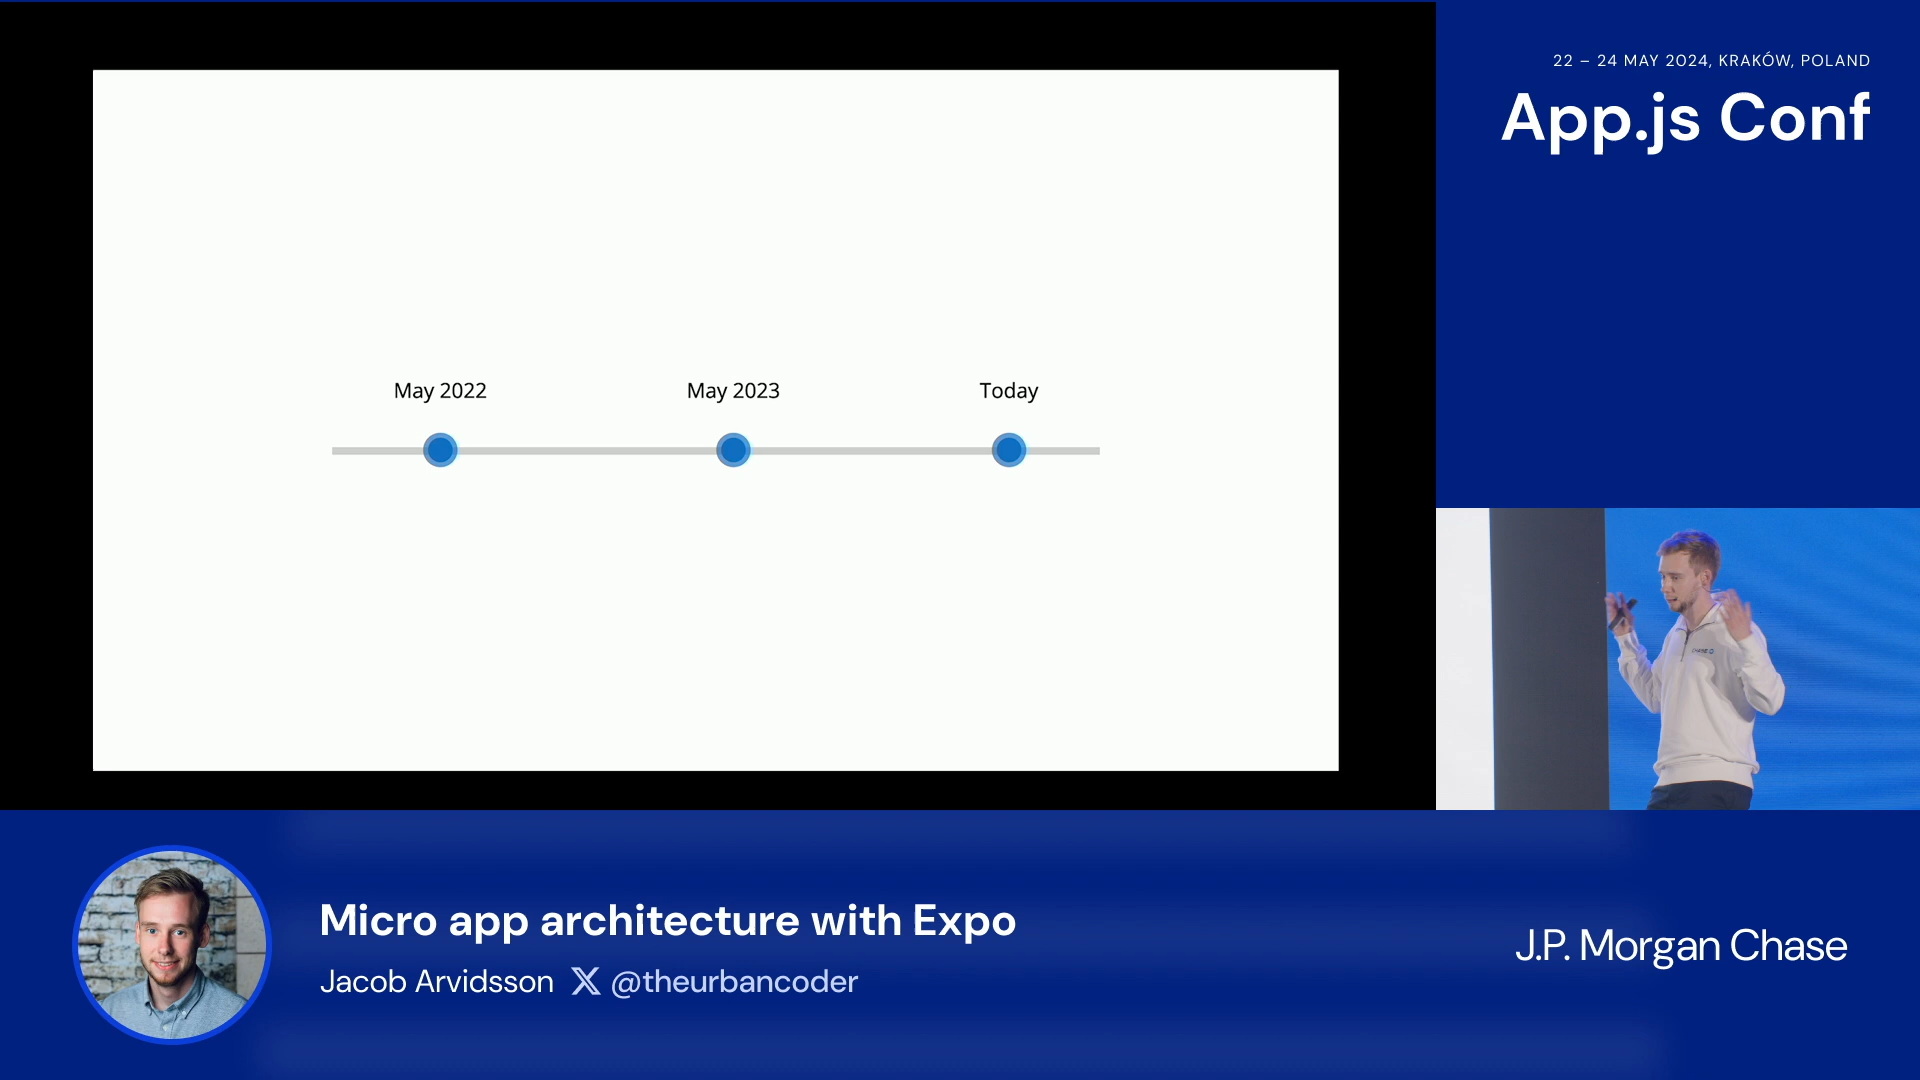 22 – 24 MAY 2024, KRAKÓW, POLAND
App.js Conf
May 2022
May 2023
Today
CHASE
Micro app architecture with Expo
Jacob Arvidsson X @theurbancoder
J.P. Morgan Chase